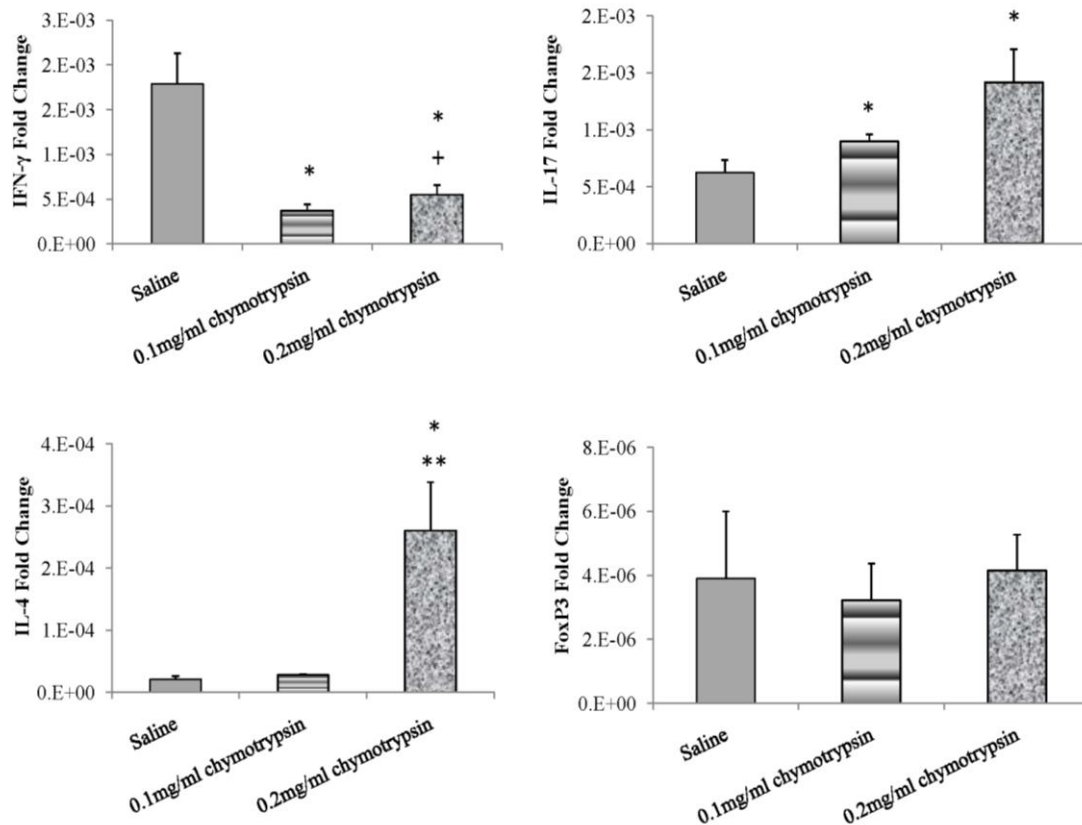 IFN-γ Fold Change
3.E-03
2.E-03
2.E-03
1.E-03
5.E-04
0.E+00
*
*
+
Saline
0.1mg/ml chymotrypsin
0.2mg/ml chymotrypsin
IL-17 Fold Change
2.E-03
2.E-03
1.E-03
5.E-04
0.E+00
*
*
Saline
0.1mg/ml chymotrypsin
0.2mg/ml chymotrypsin
IL-4 Fold Change
4.E-04
3.E-04
2.E-04
1.E-04
0.E+00
*
**
Saline
0.1mg/ml chymotrypsin
0.2mg/ml chymotrypsin
FoxP3 Fold Change
8.E-06
6.E-06
4.E-06
2.E-06
0.E+00
Saline
0.1mg/ml chymotrypsin
0.2mg/ml chymotrypsin